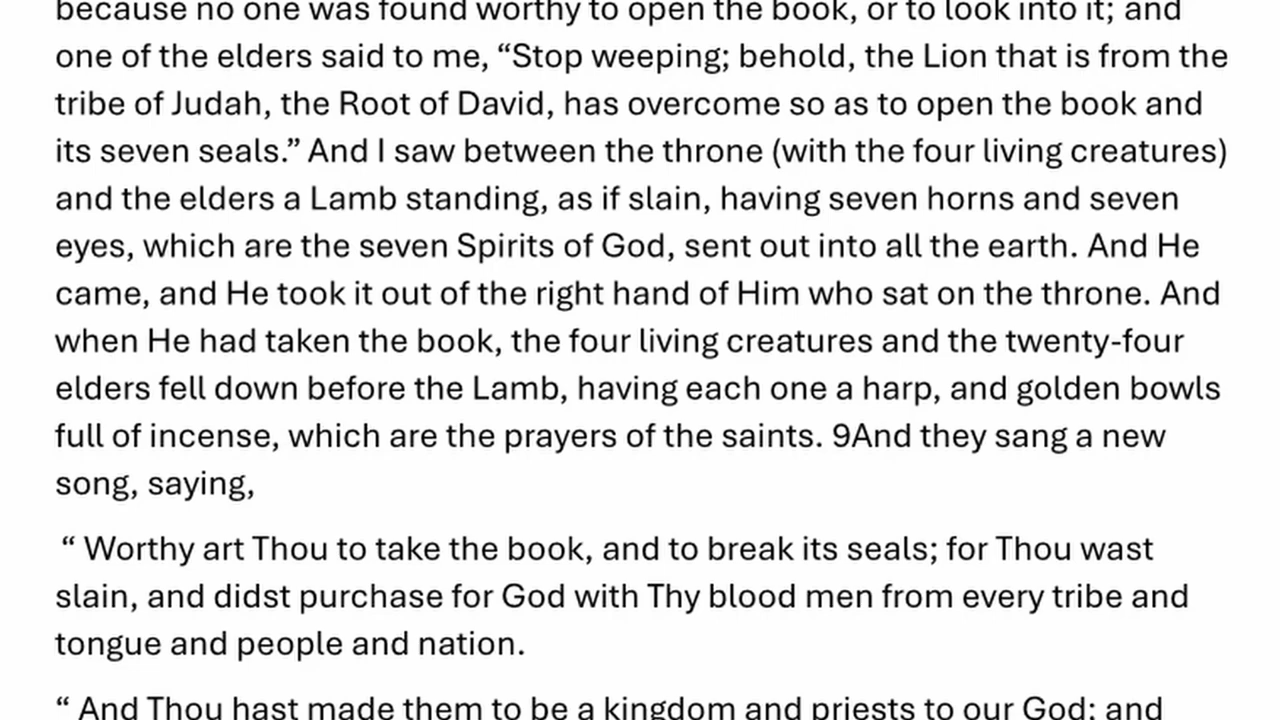 because no one was found worthy to open the book, or to look into it; and
one of the elders said to me, “Stop weeping; behold, the Lion that is from the
tribe of Judah, the Root of David, has overcome so as to open the book and
its seven seals.” And I saw between the throne (with the four living creatures)
and the elders a Lamb standing, as if slain, having seven horns and seven
eyes, which are the seven Spirits of God, sent out into all the earth. And He
came, and He took it out of the right hand of Him who sat on the throne. And
when He had taken the book, the four living creatures and the twenty-four
elders fell down before the Lamb, having each one a harp, and golden bowls
full of incense, which are the prayers of the saints. 9And they sang a new
song, saying,
“ Worthy art Thou to take the book, and to break its seals; for Thou wast
slain, and didst purchase for God with Thy blood men from every tribe and
tongue and people and nation.
“ And Thou hast made them to be a kingdom and priests to our God; and